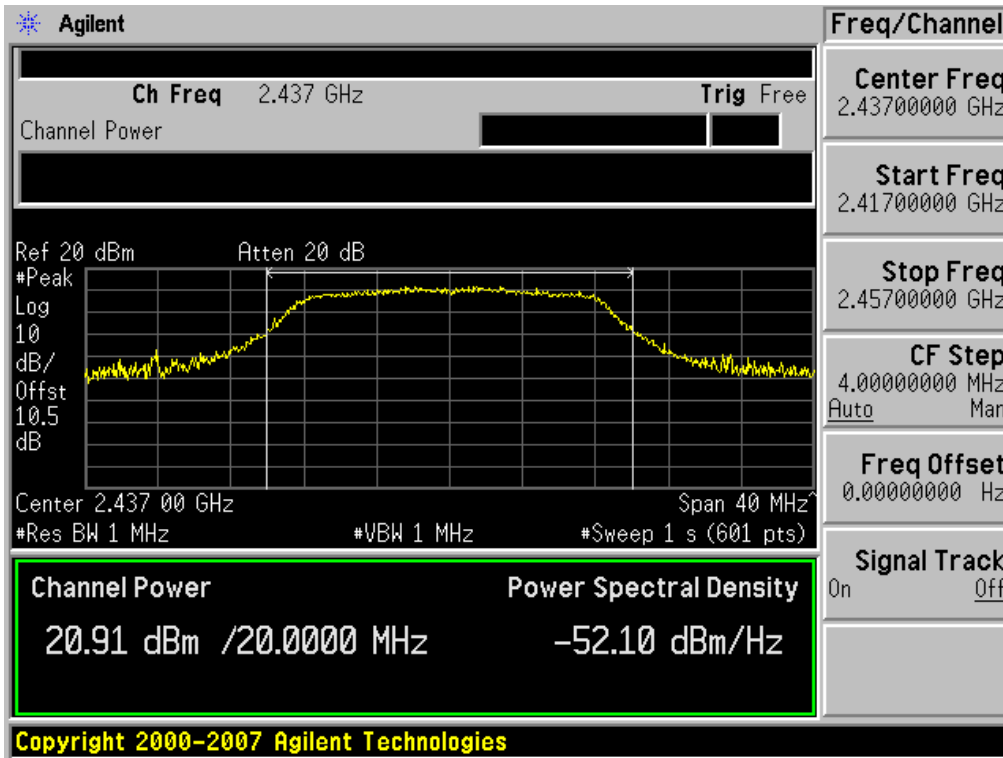 Agilent
Freq/Channel
Ch Freq 2.437 GHz Trig Free
Channel Power
Center Freq
2.43700000 GHz
Start Freq
2.41700000 GHz
Stop Freq
2.45700000 GHz
CF Step
4.00000000 MHz
Auto Man
Freq Offset
0.00000000 Hz
Signal Track
On Off
Ref 20 dBm Atten 20 dB
#Peak
Log
10
dB/
Offst
10.5
dB
Center 2.437 00 GHz Span 40 MHz^
#Res BW 1 MHz #VBW 1 MHz #Sweep 1 s (601 pts)
Channel Power Power Spectral Density
20.91 dBm /20.0000 MHz -52.10 dBm/Hz
Copyright 2000-2007 Agilent Technologies